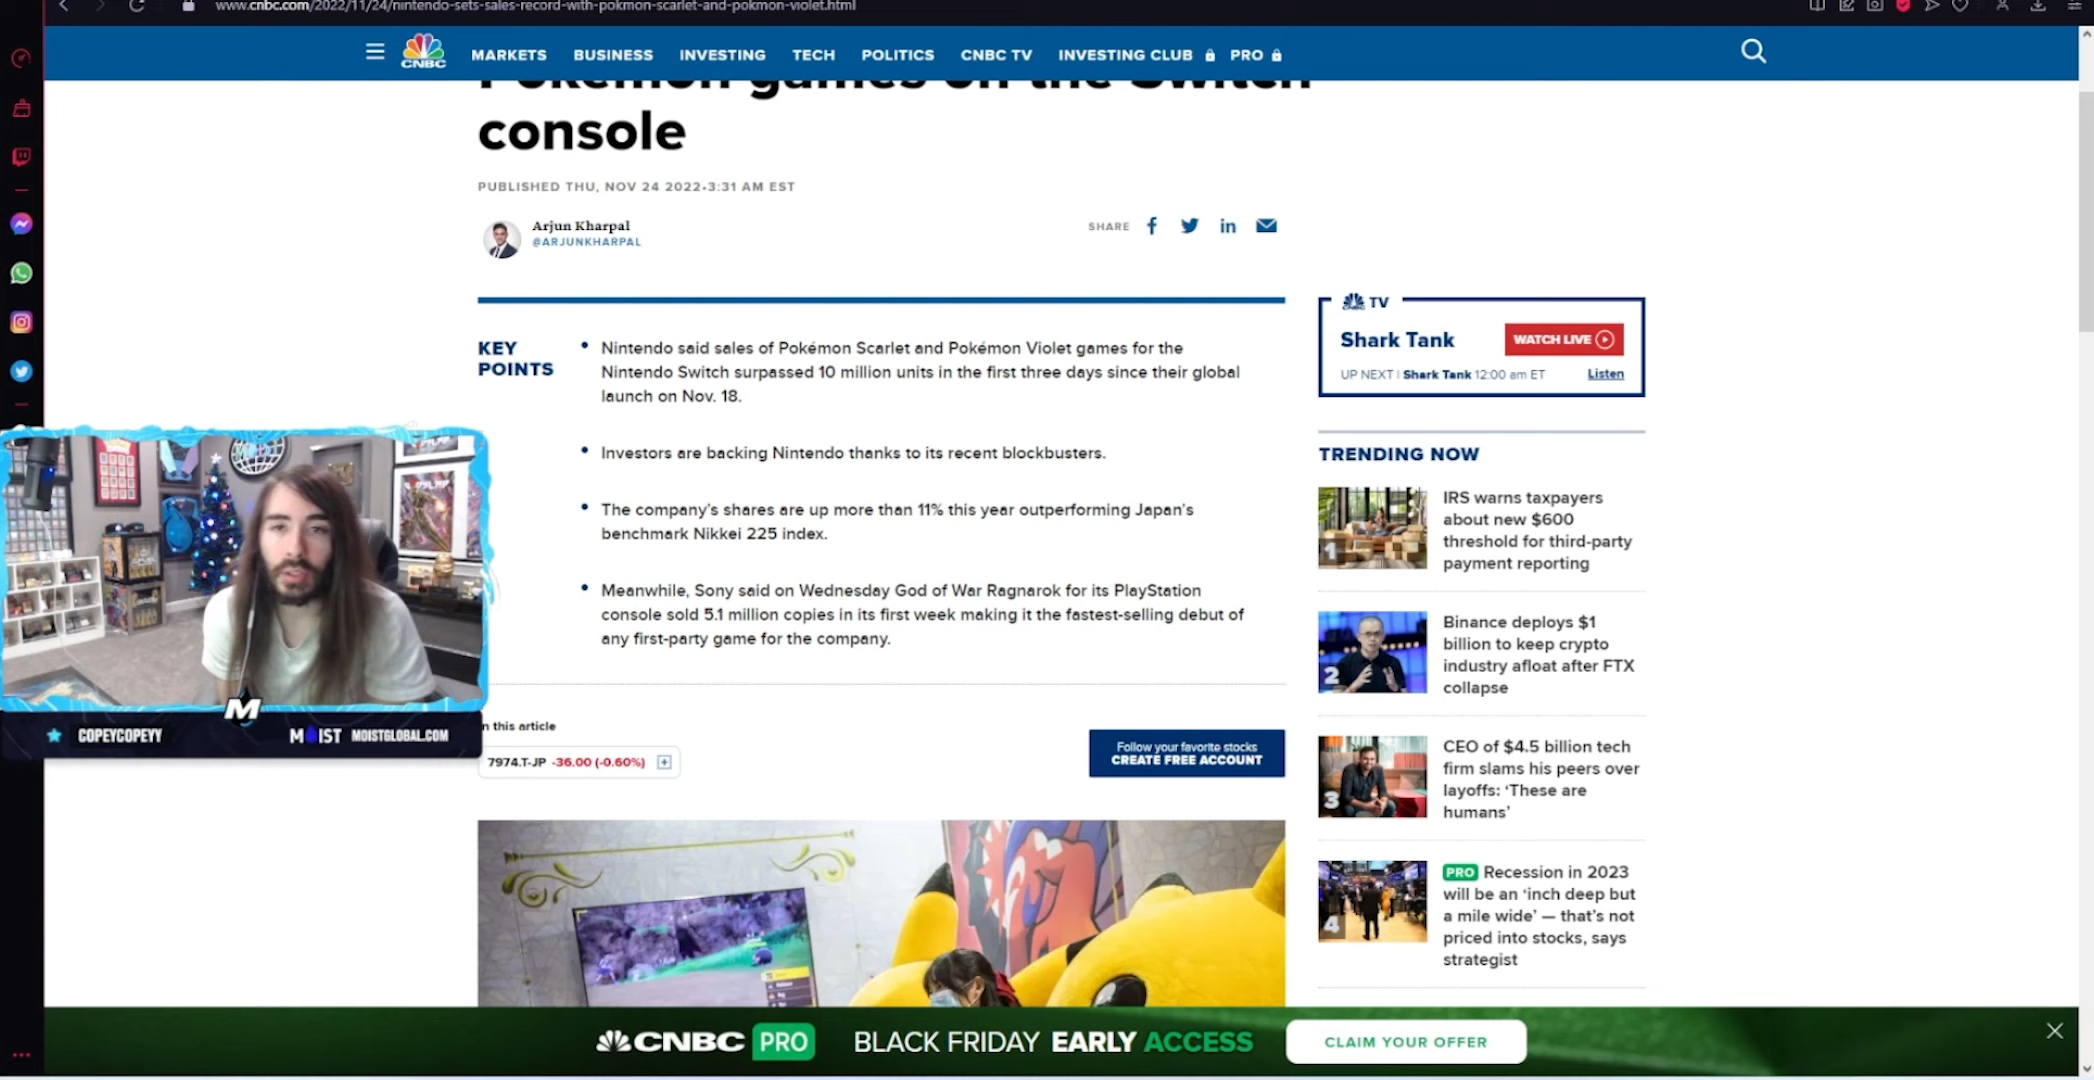 www.cnbc.com/2022/11/24/nintendo-sets-sales-record-with-pokmon-scarlet-and-pokmon-violet.html
CNBC
MARKETS BUSINESS INVESTING TECH POLITICS CNBC TV INVESTING CLUB PRO
Pokémon games on the Switch
console
PUBLISHED THU, NOV 24 2022•3:31 AM EST
Arjun Kharpal
@ARJUNKHARPAL
SHARE
KEY
POINTS
Nintendo said sales of Pokémon Scarlet and Pokémon Violet games for the
Nintendo Switch surpassed 10 million units in the first three days since their global
launch on Nov. 18.
Investors are backing Nintendo thanks to its recent blockbusters.
The company's shares are up more than 11% this year outperforming Japan's
benchmark Nikkei 225 index.
Meanwhile, Sony said on Wednesday God of War Ragnarok for its PlayStation
console sold 5.1 million copies in its first week making it the fastest-selling debut of
any first-party game for the company.
TV
Shark Tank
WATCH LIVE
UP NEXT | Shark Tank 12:00 am ET
Listen
TRENDING NOW
1
IRS warns taxpayers
about new $600
threshold for third-party
payment reporting
2
Binance deploys $1
billion to keep crypto
industry afloat after FTX
collapse
3
CEO of $4.5 billion tech
firm slams his peers over
layoffs: 'These are
humans'
4
PRO Recession in 2023
will be an 'inch deep but
a mile wide' — that's not
priced into stocks, says
strategist
M
COPEYCOPEYY
MOIST MOISTGLOBAL.COM
n this article
7974.T-JP -36.00 (-0.60%)
Follow your favorite stocks
CREATE FREE ACCOUNT
CNBC PRO BLACK FRIDAY EARLY ACCESS
CLAIM YOUR OFFER